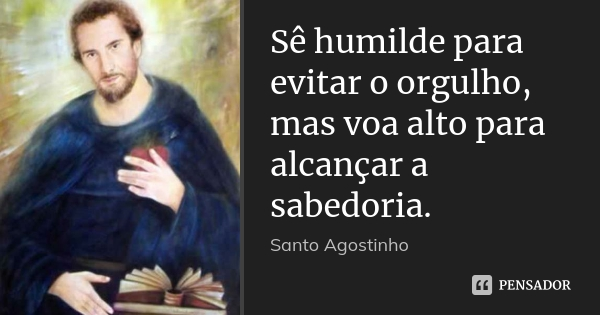 Sê humilde para
evitar o orgulho,
mas voa alto para
alcançar a
sabedoria.
Santo Agostinho
PENSADOR